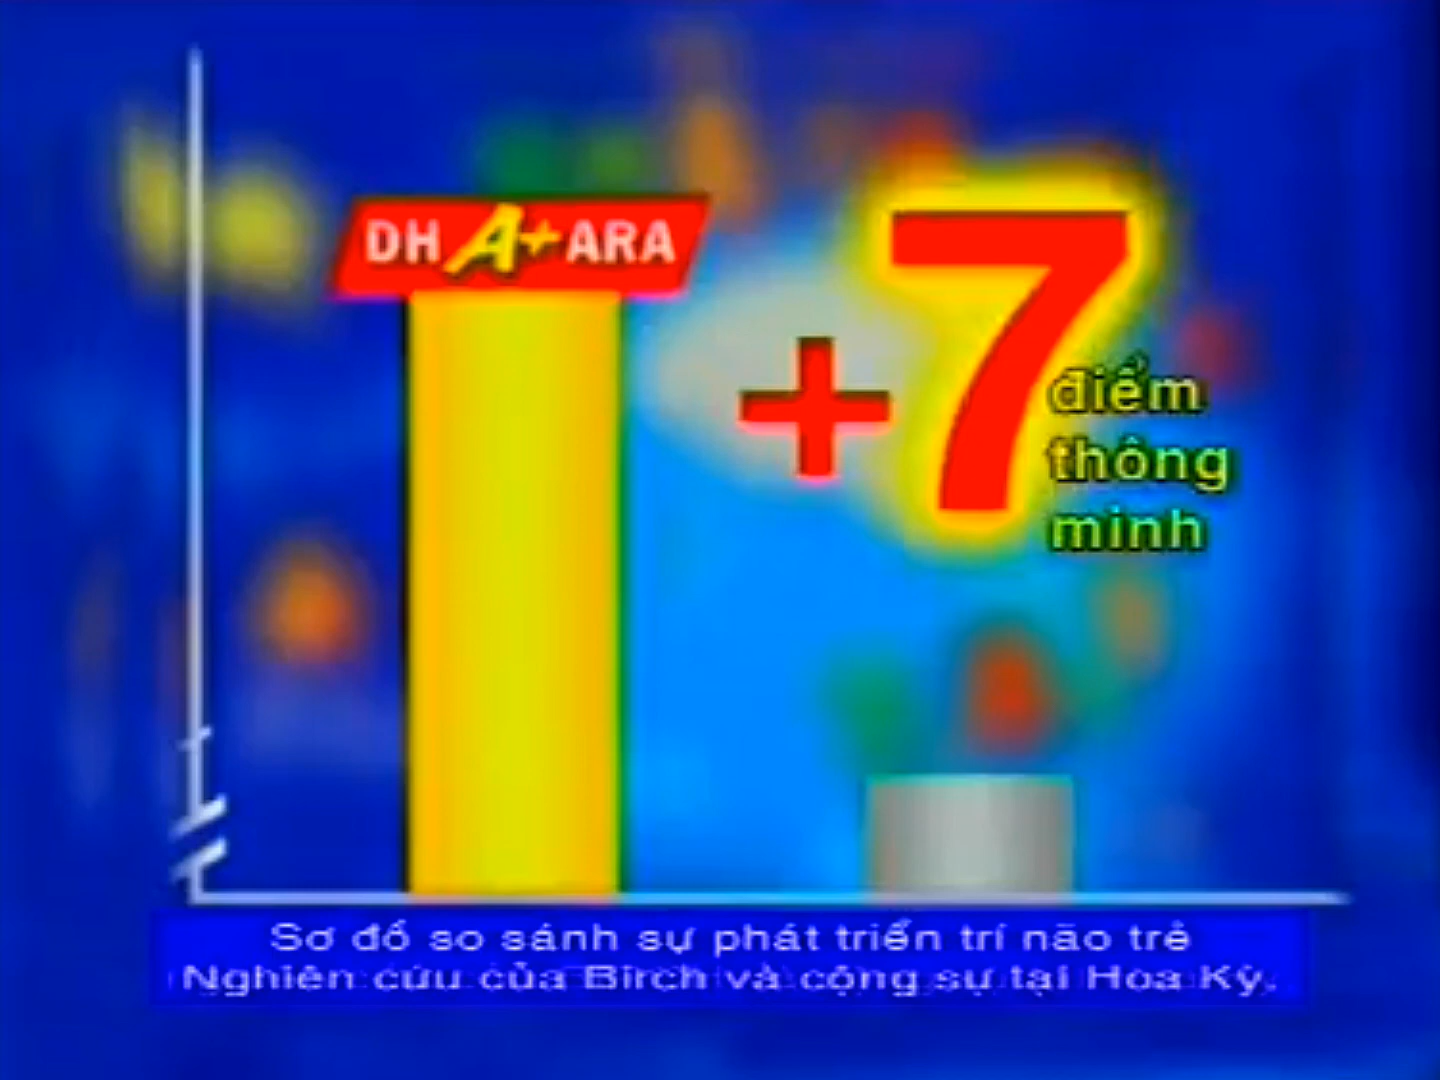 DHA+ARA
+7
điểm
thông
minh
Sơ đồ so sánh sự phát triển trí não trẻ
Nghiên cứu của Birch và cộng sự tại Hoa Kỳ.